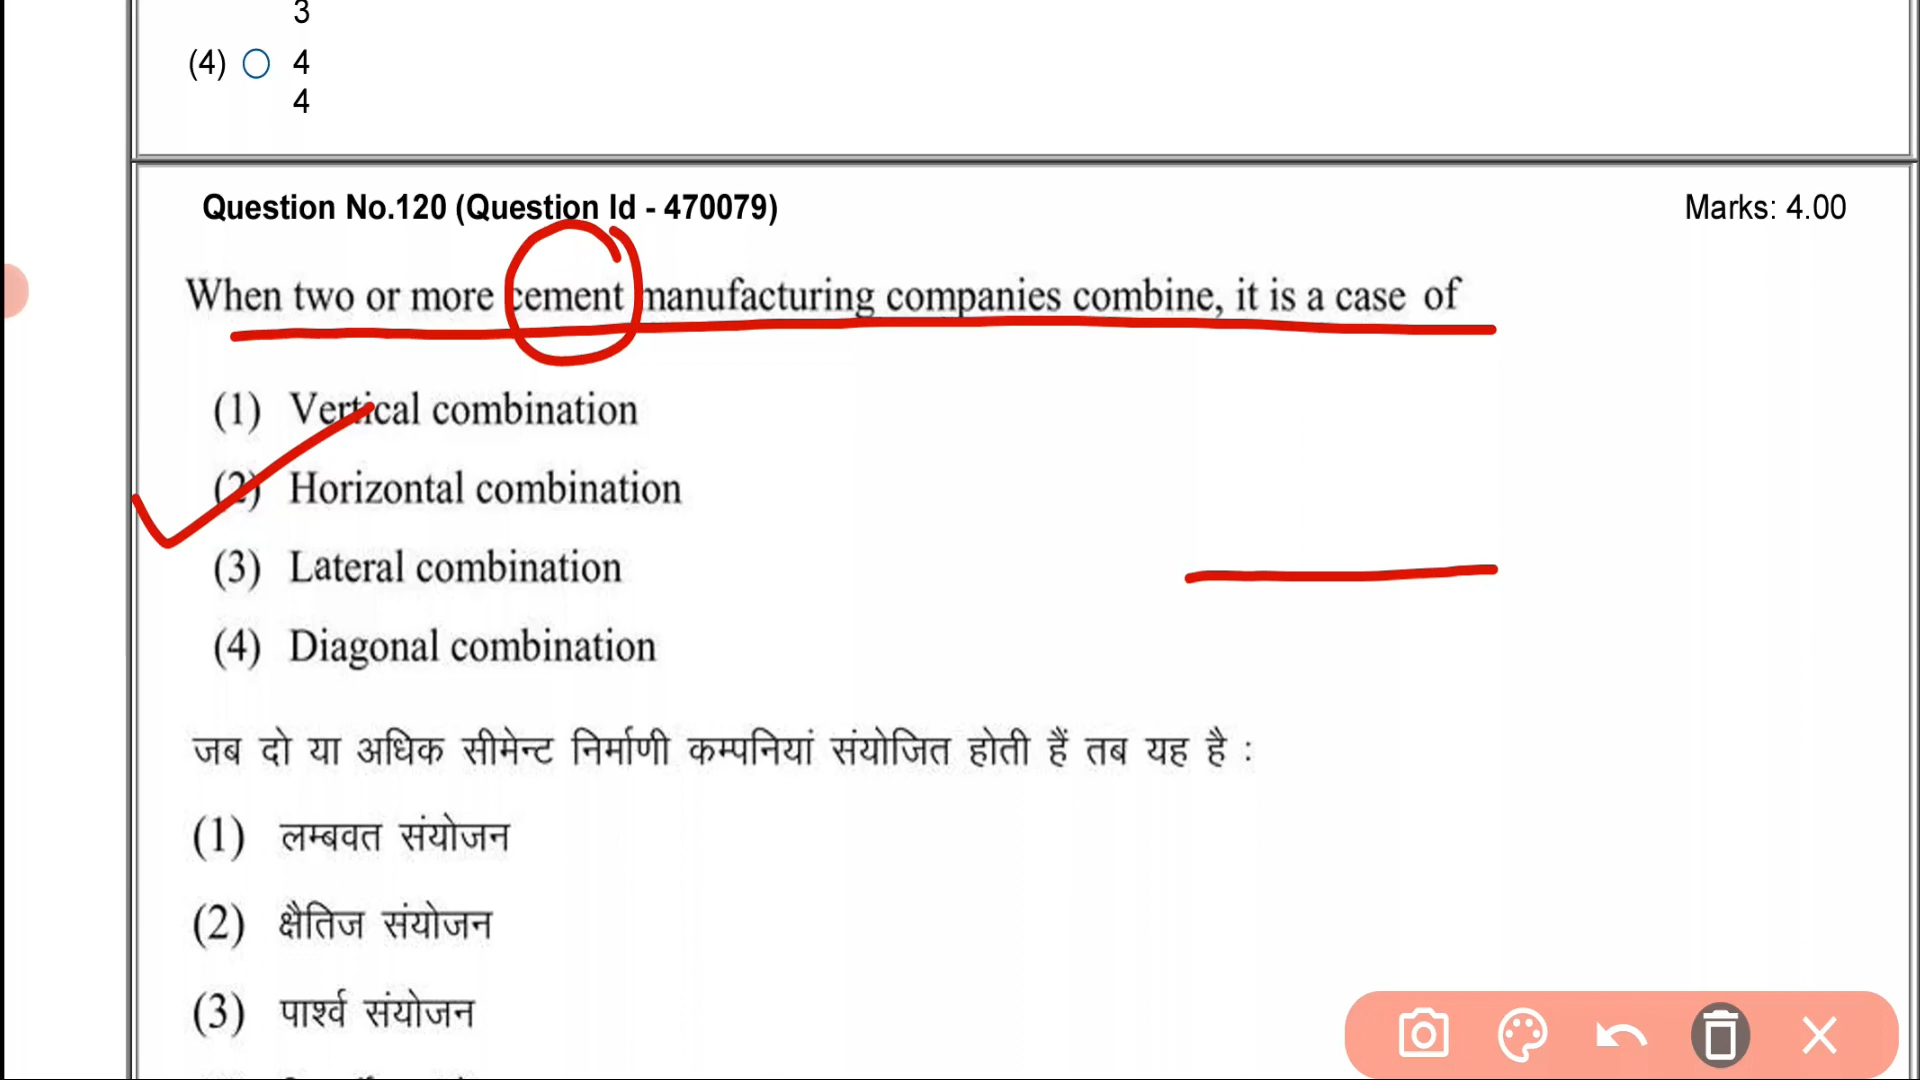 3
(4) 4
4
Question No.120 (Question Id - 470079) Marks: 4.00
When two or more cement manufacturing companies combine, it is a case of
(1) Vertical combination
(2) Horizontal combination
(3) Lateral combination
(4) Diagonal combination
जब दो या अधिक सीमेन्ट निर्माणी कम्पनियां संयोजित होती हैं तब यह है :
(1) लम्बवत संयोजन
(2) क्षैतिज संयोजन
(3) पार्श्व संयोजन